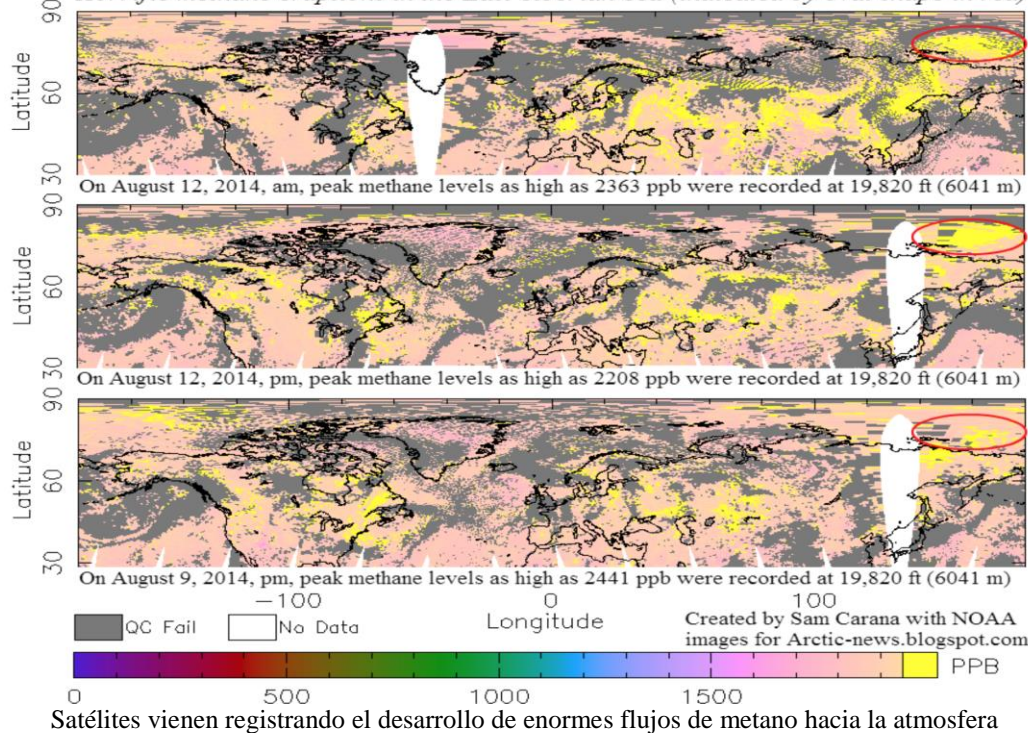 90
Latitude
60
30
On August 12, 2014, am, peak methane levels as high as 2363 ppb were recorded at 19,820 ft (6041 m)
90
Latitude
60
30
On August 12, 2014, pm, peak methane levels as high as 2208 ppb were recorded at 19,820 ft (6041 m)
90
Latitude
60
30
On August 9, 2014, pm, peak methane levels as high as 2441 ppb were recorded at 19,820 ft (6041 m)
-100 0 100
QC Fail No Data Longitude
Created by Sam Carana with NOAA
images for Arctic-news.blogspot.com
PPB
0 500 1000 1500
Satélites vienen registrando el desarrollo de enormes flujos de metano hacia la atmosfera